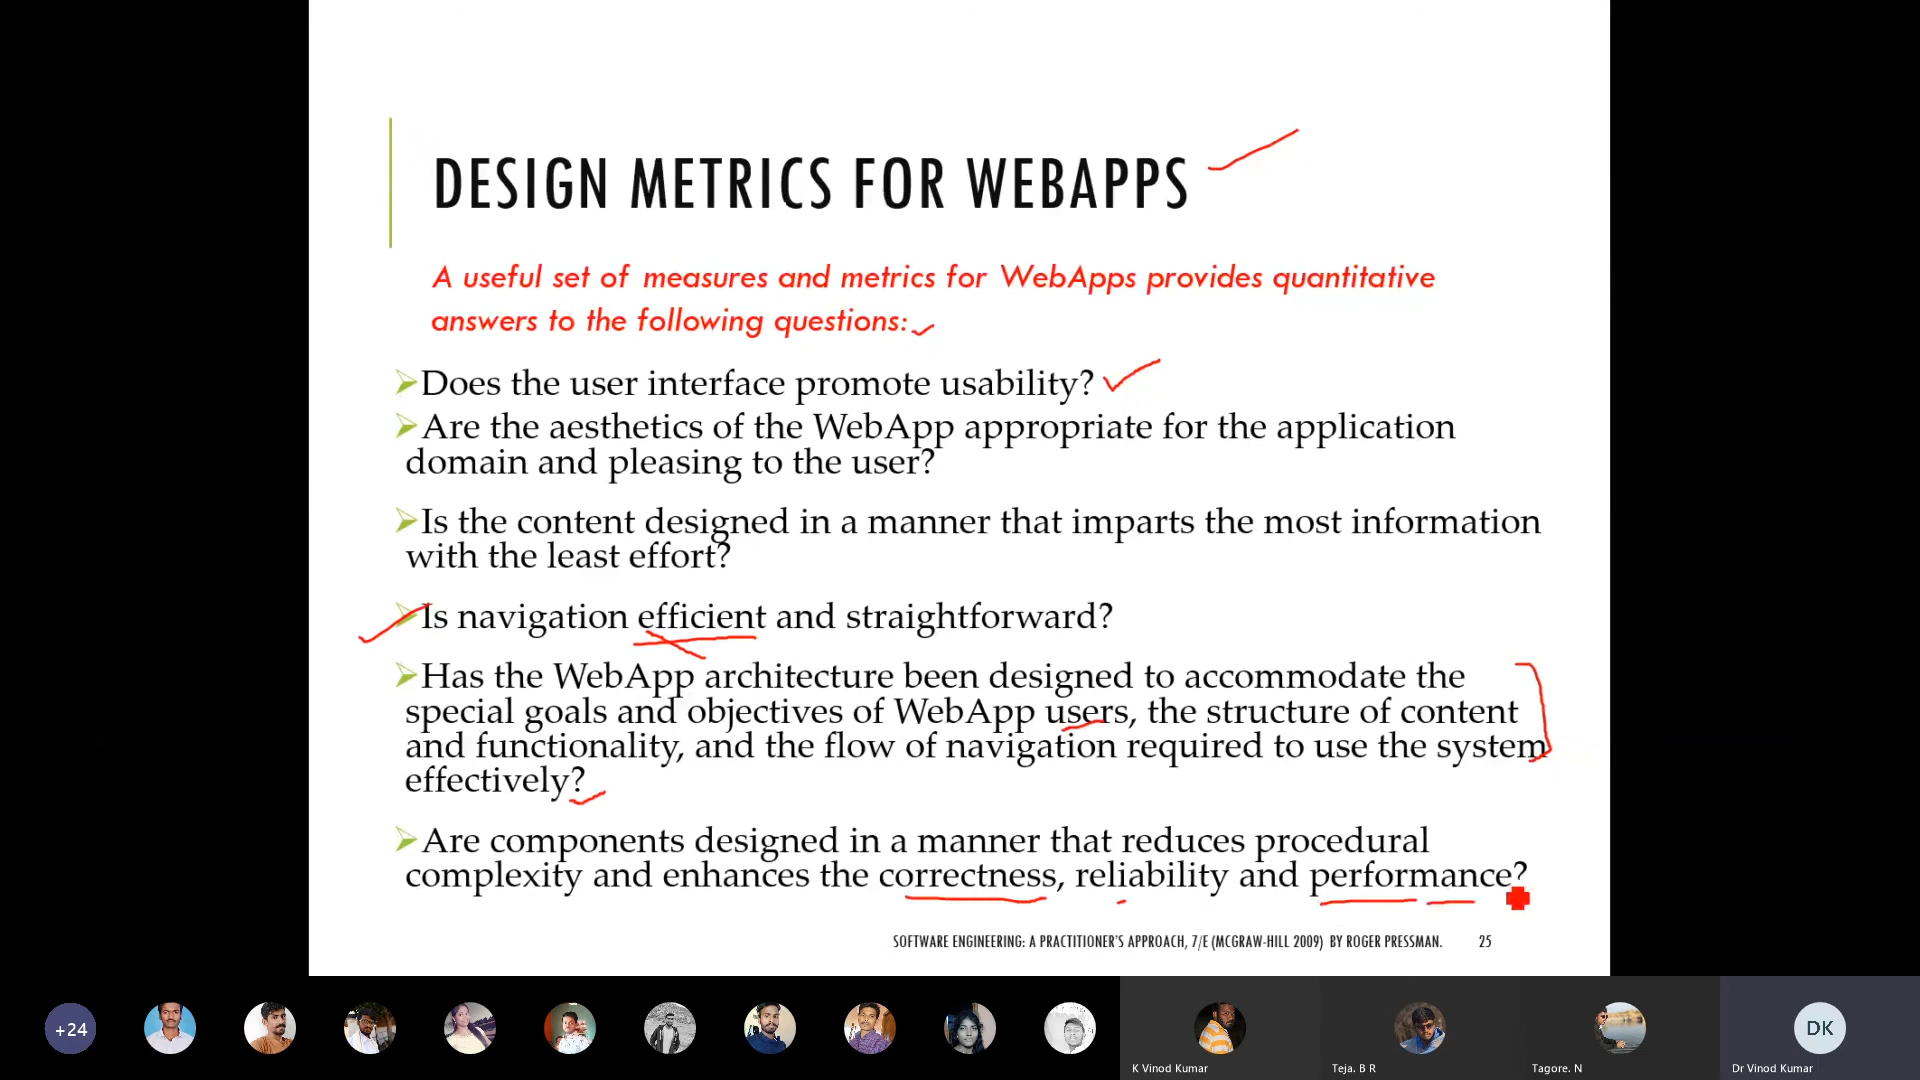 DESIGN METRICS FOR WEBAPPS
A useful set of measures and metrics for WebApps provides quantitative
answers to the following questions:
Does the user interface promote usability?
Are the aesthetics of the WebApp appropriate for the application
domain and pleasing to the user?
Is the content designed in a manner that imparts the most information
with the least effort?
Is navigation efficient and straightforward?
Has the WebApp architecture been designed to accommodate the
special goals and objectives of WebApp users, the structure of content
and functionality, and the flow of navigation required to use the system
effectively?
Are components designed in a manner that reduces procedural
complexity and enhances the correctness, reliability and performance?
SOFTWARE ENGINEERING: A PRACTITIONER'S APPROACH, 7/E (MCGRAW-HILL 2009) BY ROGER PRESSMAN. 25
+24
DK
K Vinod Kumar
Teja. B R
Tagore. N
Dr Vinod Kumar